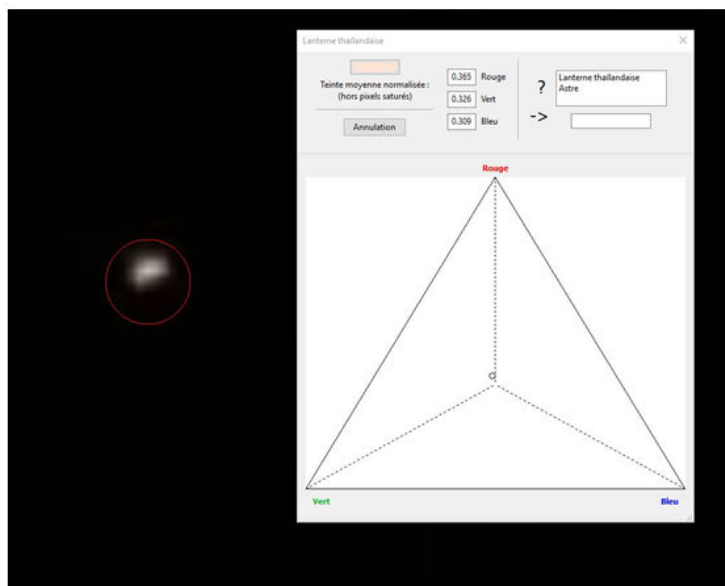 Lanterne thaïlandaise
Teinte moyenne normalisée :
(hors pixels saturés)
Annulation
0.365 Rouge
0.326 Vert
0.309 Bleu
?
->
Lanterne thaïlandaise
Astre
Rouge
Vert
Bleu